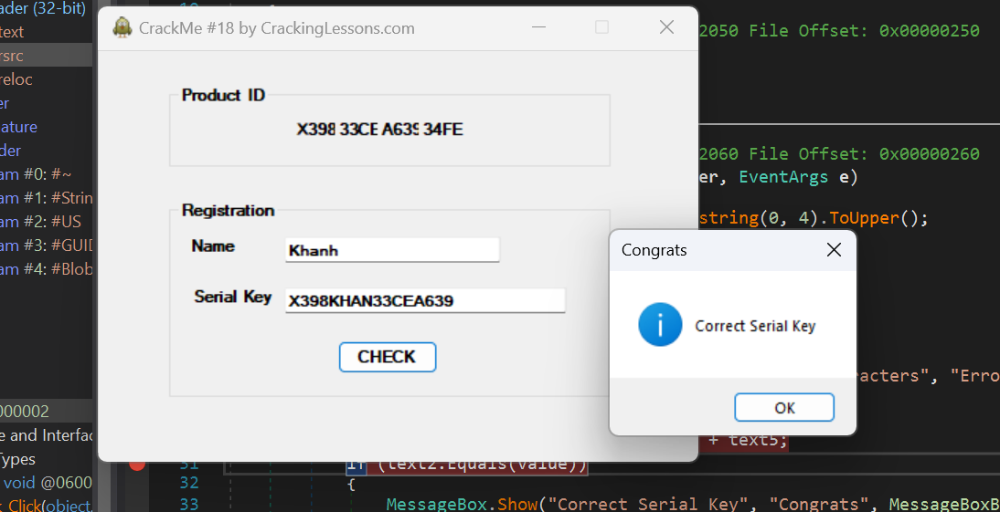 ader (32-bit)
CrackMe #18 by CrackingLessons.com
text
2050 File Offset: 0x00000250
rsrc
reloc
Product ID
er
X398 33CE A639 34FE
ature
der
2060 File Offset: 0x00000260
am #0: #~
er, EventArgs e)
am #1: #Strin
Registration
string(0, 4).ToUpper();
am #2: #US
Name
Khanh
Congrats
am #3: #GUID
am #4: #Blob
Serial Key
X398KHAN33CEA639
Correct Serial Key
CHECK
racters", "Erro
OK
000002
e and Interfac
+ text5;
Types
31
if (text2.Equals(value))
void @0600
32
{
_Click(object,
33
MessageBox.Show("Correct Serial Key", "Congrats", MessageBoxB